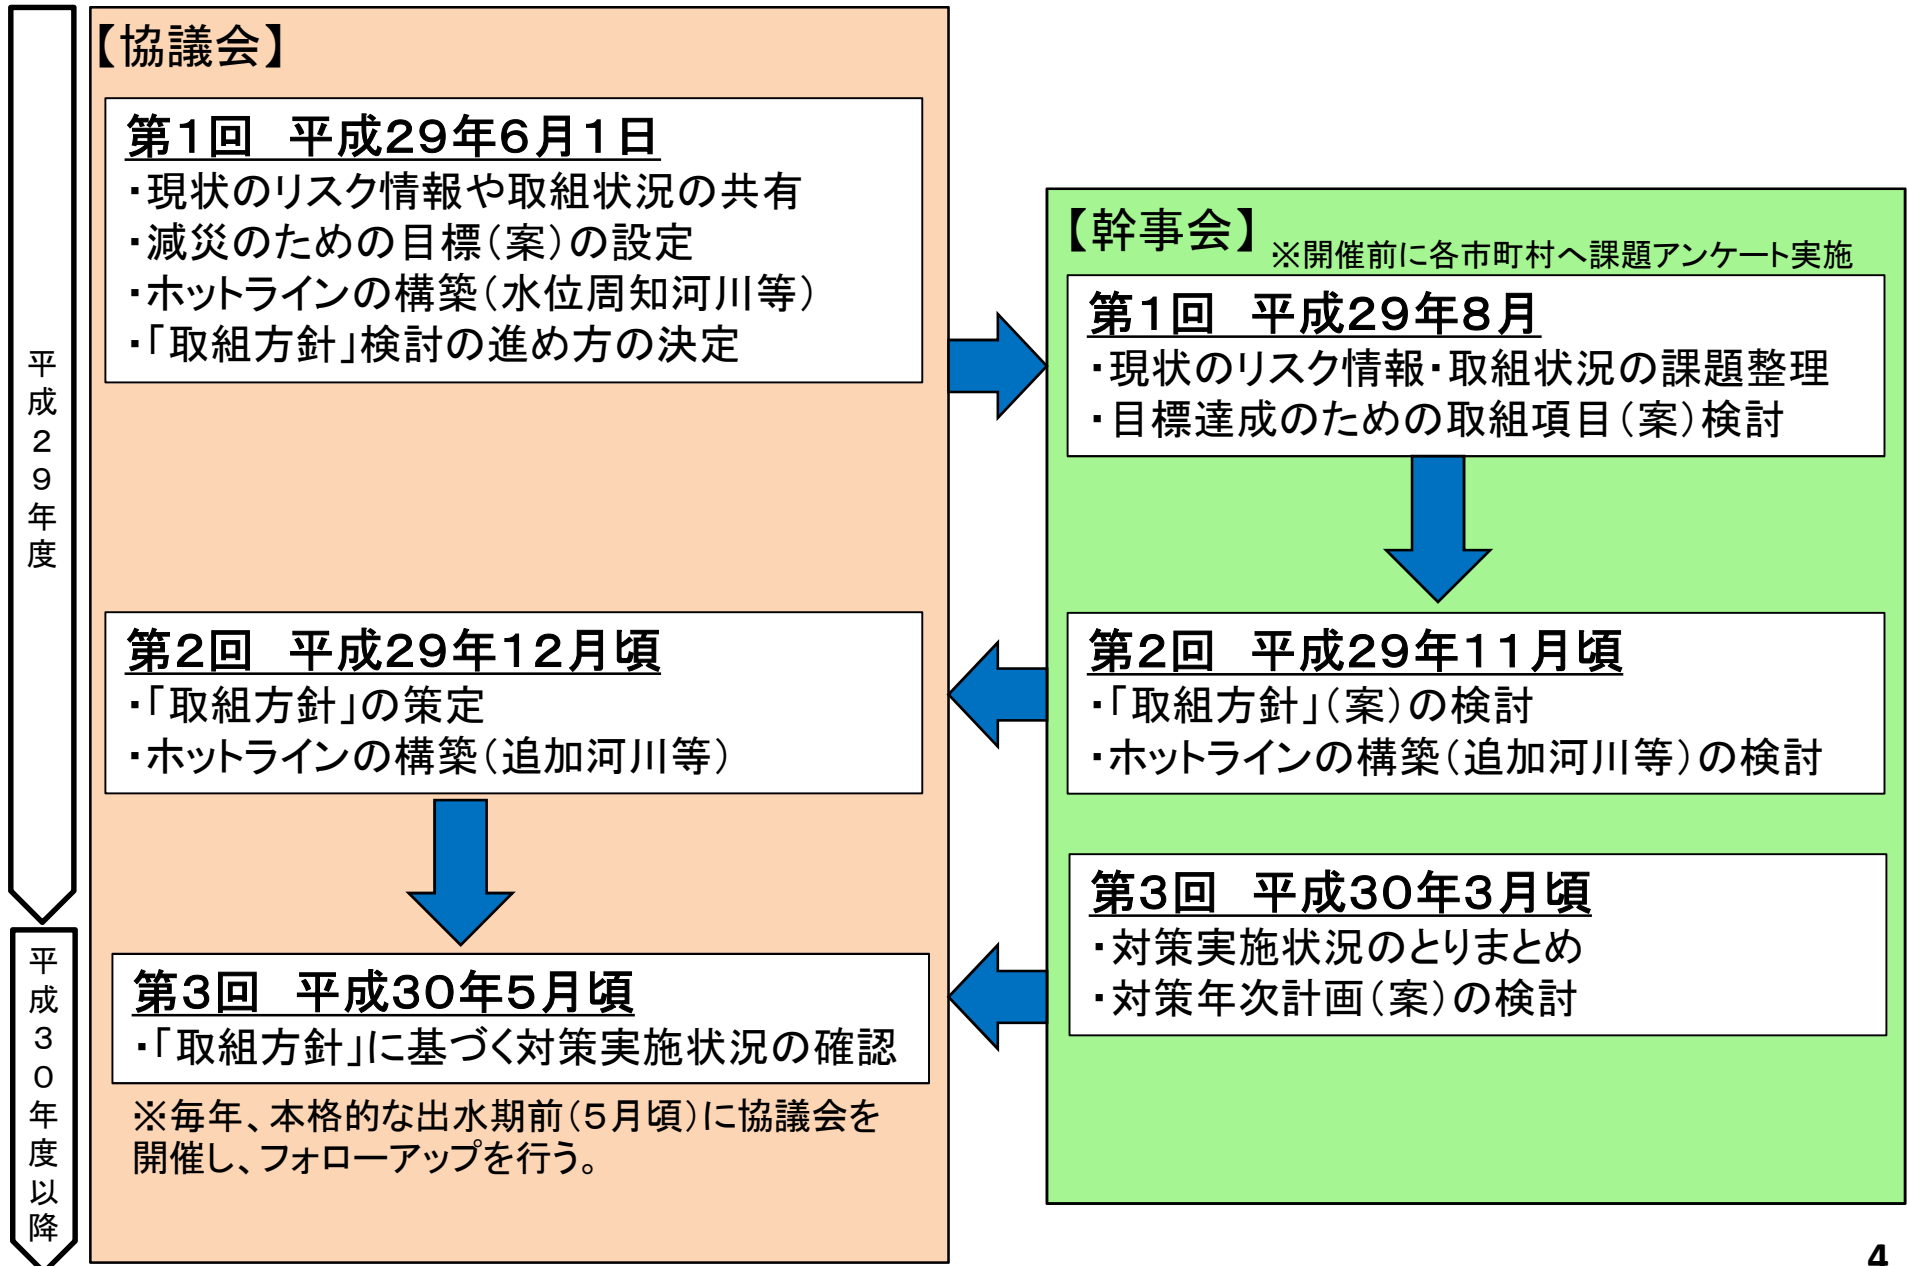 平成29年度
平成30年度以降
【協議会】
第1回　平成29年6月1日
・現状のリスク情報や取組状況の共有
・減災のための目標(案)の設定
・ホットラインの構築(水位周知河川等)
・「取組方針」検討の進め方の決定
第2回　平成29年12月頃
・「取組方針」の策定
・ホットラインの構築(追加河川等)
第3回　平成30年5月頃
・「取組方針」に基づく対策実施状況の確認
※毎年、本格的な出水期前(5月頃)に協議会を
開催し、フォローアップを行う。
【幹事会】
※開催前に各市町村へ課題アンケート実施
第1回　平成29年8月
・現状のリスク情報・取組状況の課題整理
・目標達成のための取組項目(案)検討
第2回　平成29年11月頃
・「取組方針」(案)の検討
・ホットラインの構築(追加河川等)の検討
第3回　平成30年3月頃
・対策実施状況のとりまとめ
・対策年次計画(案)の検討
4